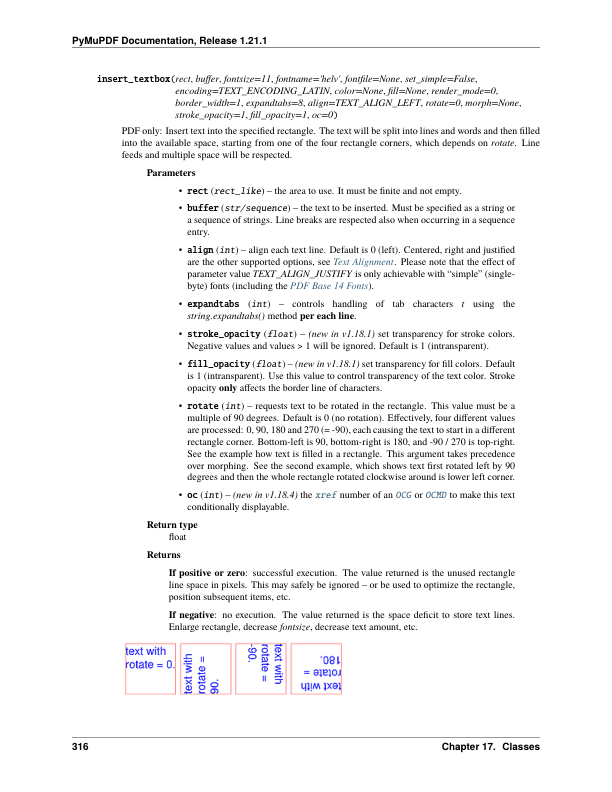 PyMuPDF Documentation, Release 1.21.1
insert_textbox(rect, buffer, fontsize=11, fontname='helv', fontfile=None, set_simple=False,
encoding=TEXT_ENCODING_LATIN, color=None, fill=None, render_mode=0,
border_width=1, expandtabs=8, align=TEXT_ALIGN_LEFT, rotate=0, morph=None,
stroke_opacity=1, fill_opacity=1, oc=0)
PDF only: Insert text into the specified rectangle. The text will be split into lines and words and then filled
into the available space, starting from one of the four rectangle corners, which depends on rotate. Line
feeds and multiple space will be respected.
Parameters
• rect (rect_like) – the area to use. It must be finite and not empty.
• buffer (str/sequence) – the text to be inserted. Must be specified as a string or
a sequence of strings. Line breaks are respected also when occurring in a sequence
entry.
• align (int) – align each text line. Default is 0 (left). Centered, right and justified
are the other supported options, see Text Alignment. Please note that the effect of
parameter value TEXT_ALIGN_JUSTIFY is only achievable with “simple” (single-
byte) fonts (including the PDF Base 14 Fonts).
• expandtabs (int) – controls handling of tab characters t using the
string.expandtabs() method per each line.
• stroke_opacity (float) – (new in v1.18.1) set transparency for stroke colors.
Negative values and values > 1 will be ignored. Default is 1 (intransparent).
• fill_opacity (float) – (new in v1.18.1) set transparency for fill colors. Default
is 1 (intransparent). Use this value to control transparency of the text color. Stroke
opacity only affects the border line of characters.
• rotate (int) – requests text to be rotated in the rectangle. This value must be a
multiple of 90 degrees. Default is 0 (no rotation). Effectively, four different values
are processed: 0, 90, 180 and 270 (= -90), each causing the text to start in a different
rectangle corner. Bottom-left is 90, bottom-right is 180, and -90 / 270 is top-right.
See the example how text is filled in a rectangle. This argument takes precedence
over morphing. See the second example, which shows text first rotated left by 90
degrees and then the whole rectangle rotated clockwise around is lower left corner.
• oc (int) – (new in v1.18.4) the xref number of an OCG or OCMD to make this text
conditionally displayable.
Return type
float
Returns
If positive or zero: successful execution. The value returned is the unused rectangle
line space in pixels. This may safely be ignored – or be used to optimize the rectangle,
position subsequent items, etc.
If negative: no execution. The value returned is the space deficit to store text lines.
Enlarge rectangle, decrease fontsize, decrease text amount, etc.
text with
rotate = 0.
text with
rotate =
90.
text with
rotate =
-90.
text with
rotate =
180.
316
Chapter 17. Classes